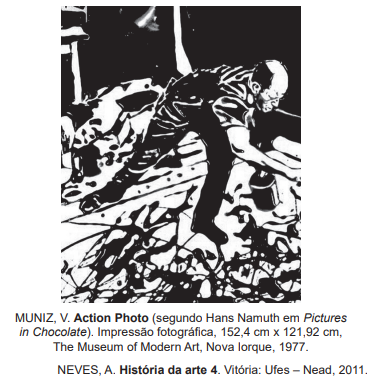 MUNIZ, V. Action Photo (segundo Hans Namuth em Pictures
in Chocolate). Impressão fotográfica, 152,4 cm x 121,92 cm,
The Museum of Modern Art, Nova Iorque, 1977.
NEVES, A. História da arte 4. Vitória: Ufes – Nead, 2011.